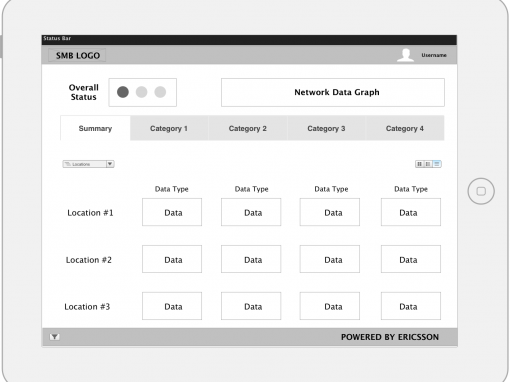 Status Bar
SMB LOGO
Username
Overall
Status
Network Data Graph
Summary Category 1 Category 2 Category 3 Category 4
Locations
Data Type Data Type Data Type Data Type
Location #1 Data Data Data Data
Location #2 Data Data Data Data
Location #3 Data Data Data Data
POWERED BY ERICSSON